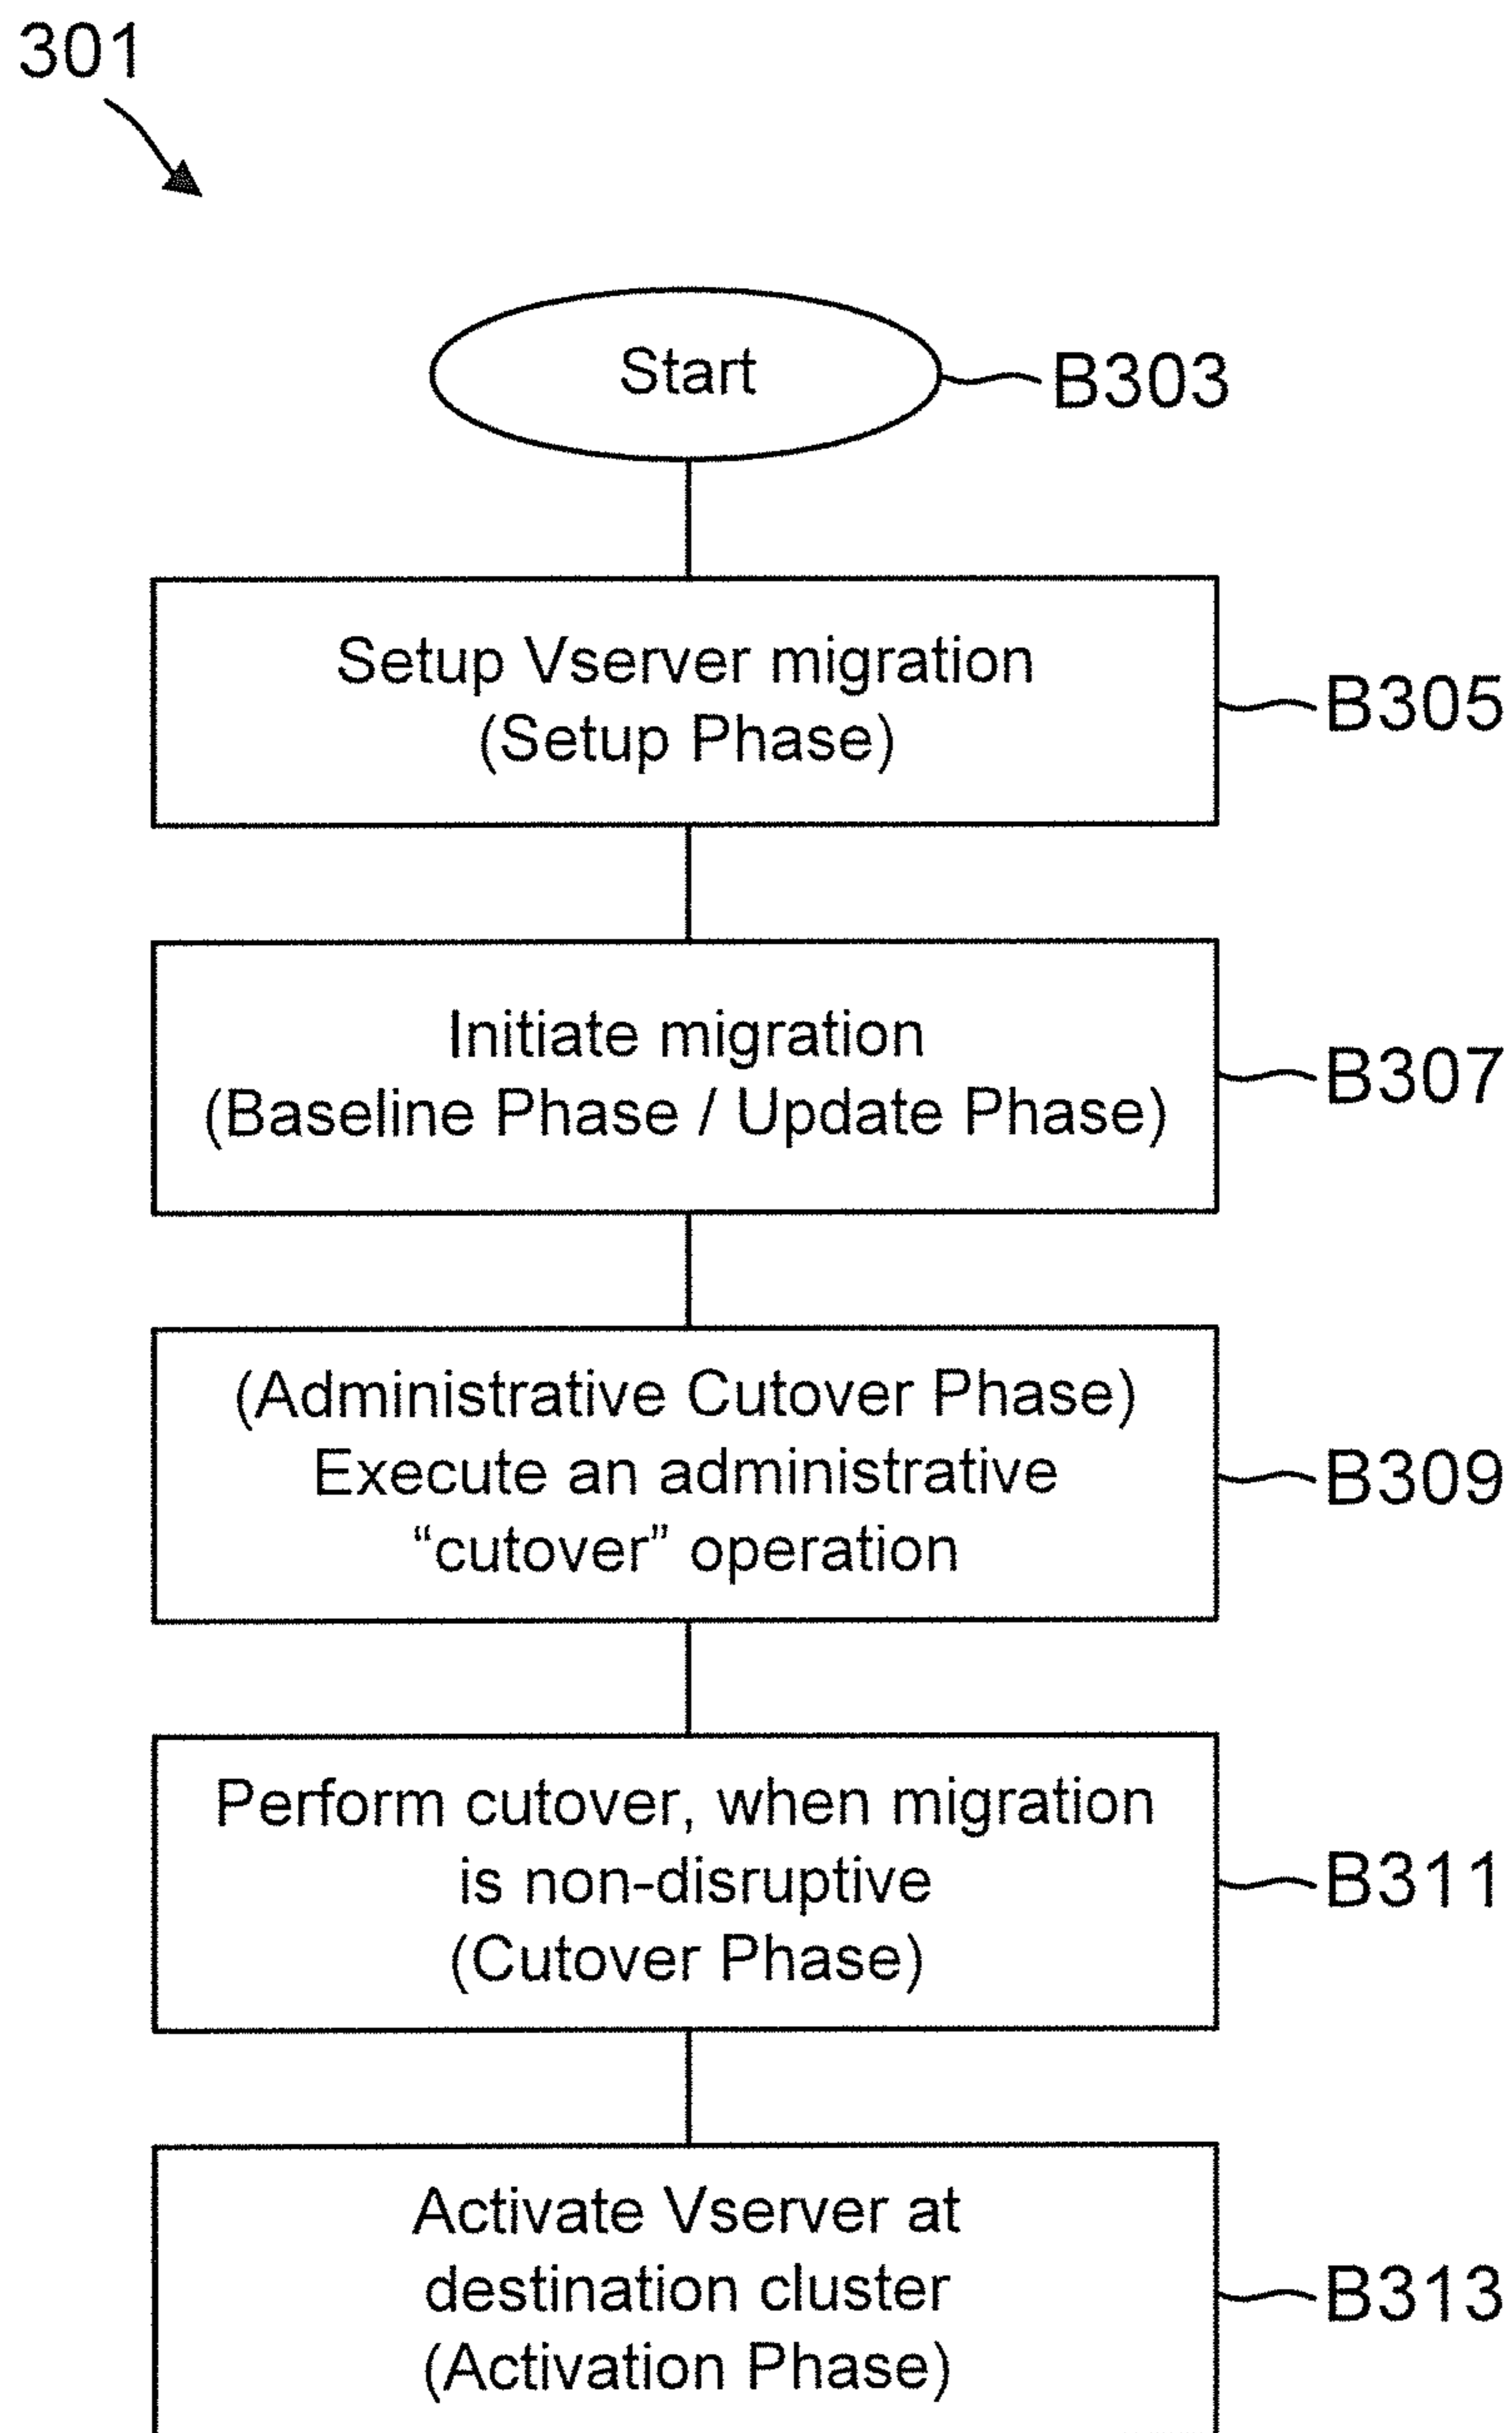 301
Start
B303
Setup Vserver migration
(Setup Phase)
B305
Initiate migration
(Baseline Phase / Update Phase)
B307
(Administrative Cutover Phase)
Execute an administrative
“cutover” operation
B309
Perform cutover, when migration
is non-disruptive
(Cutover Phase)
B311
Activate Vserver at
destination cluster
(Activation Phase)
B313